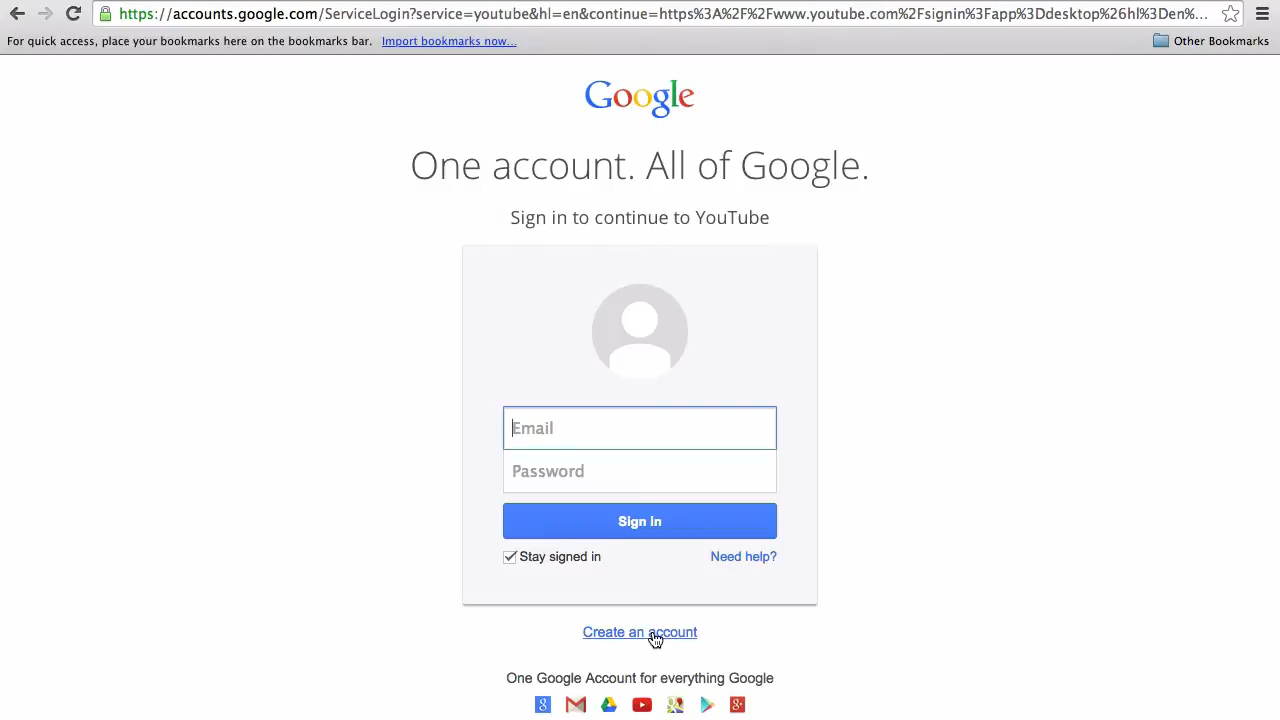 https://accounts.google.com/ServiceLogin?service=youtube&hl=en&continue=https%3A%2F%2Fwww.youtube.com%2Fsignin%3Fapp%3Ddesktop%26hl%3Den%...
For quick access, place your bookmarks here on the bookmarks bar. Import bookmarks now... Other Bookmarks
Google
One account. All of Google.
Sign in to continue to YouTube
Email
Password
Sign in
Stay signed in Need help?
Create an account
One Google Account for everything Google